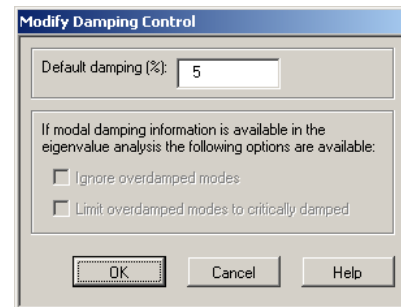 Modify Damping Control
Default damping (%): 5
If modal damping information is available in the
eigenvalue analysis the following options are available:
Ignore overdamped modes
Limit overdamped modes to critically damped
OK Cancel Help